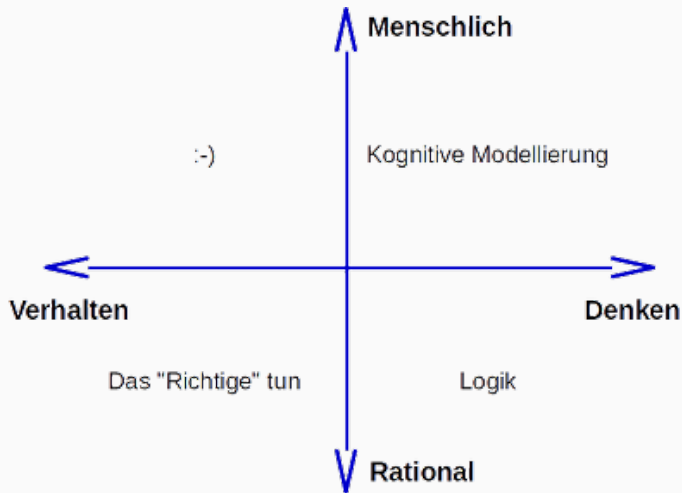 Menschlich
:-)
Kognitive Modellierung
Verhalten
Denken
Das "Richtige" tun
Logik
Rational